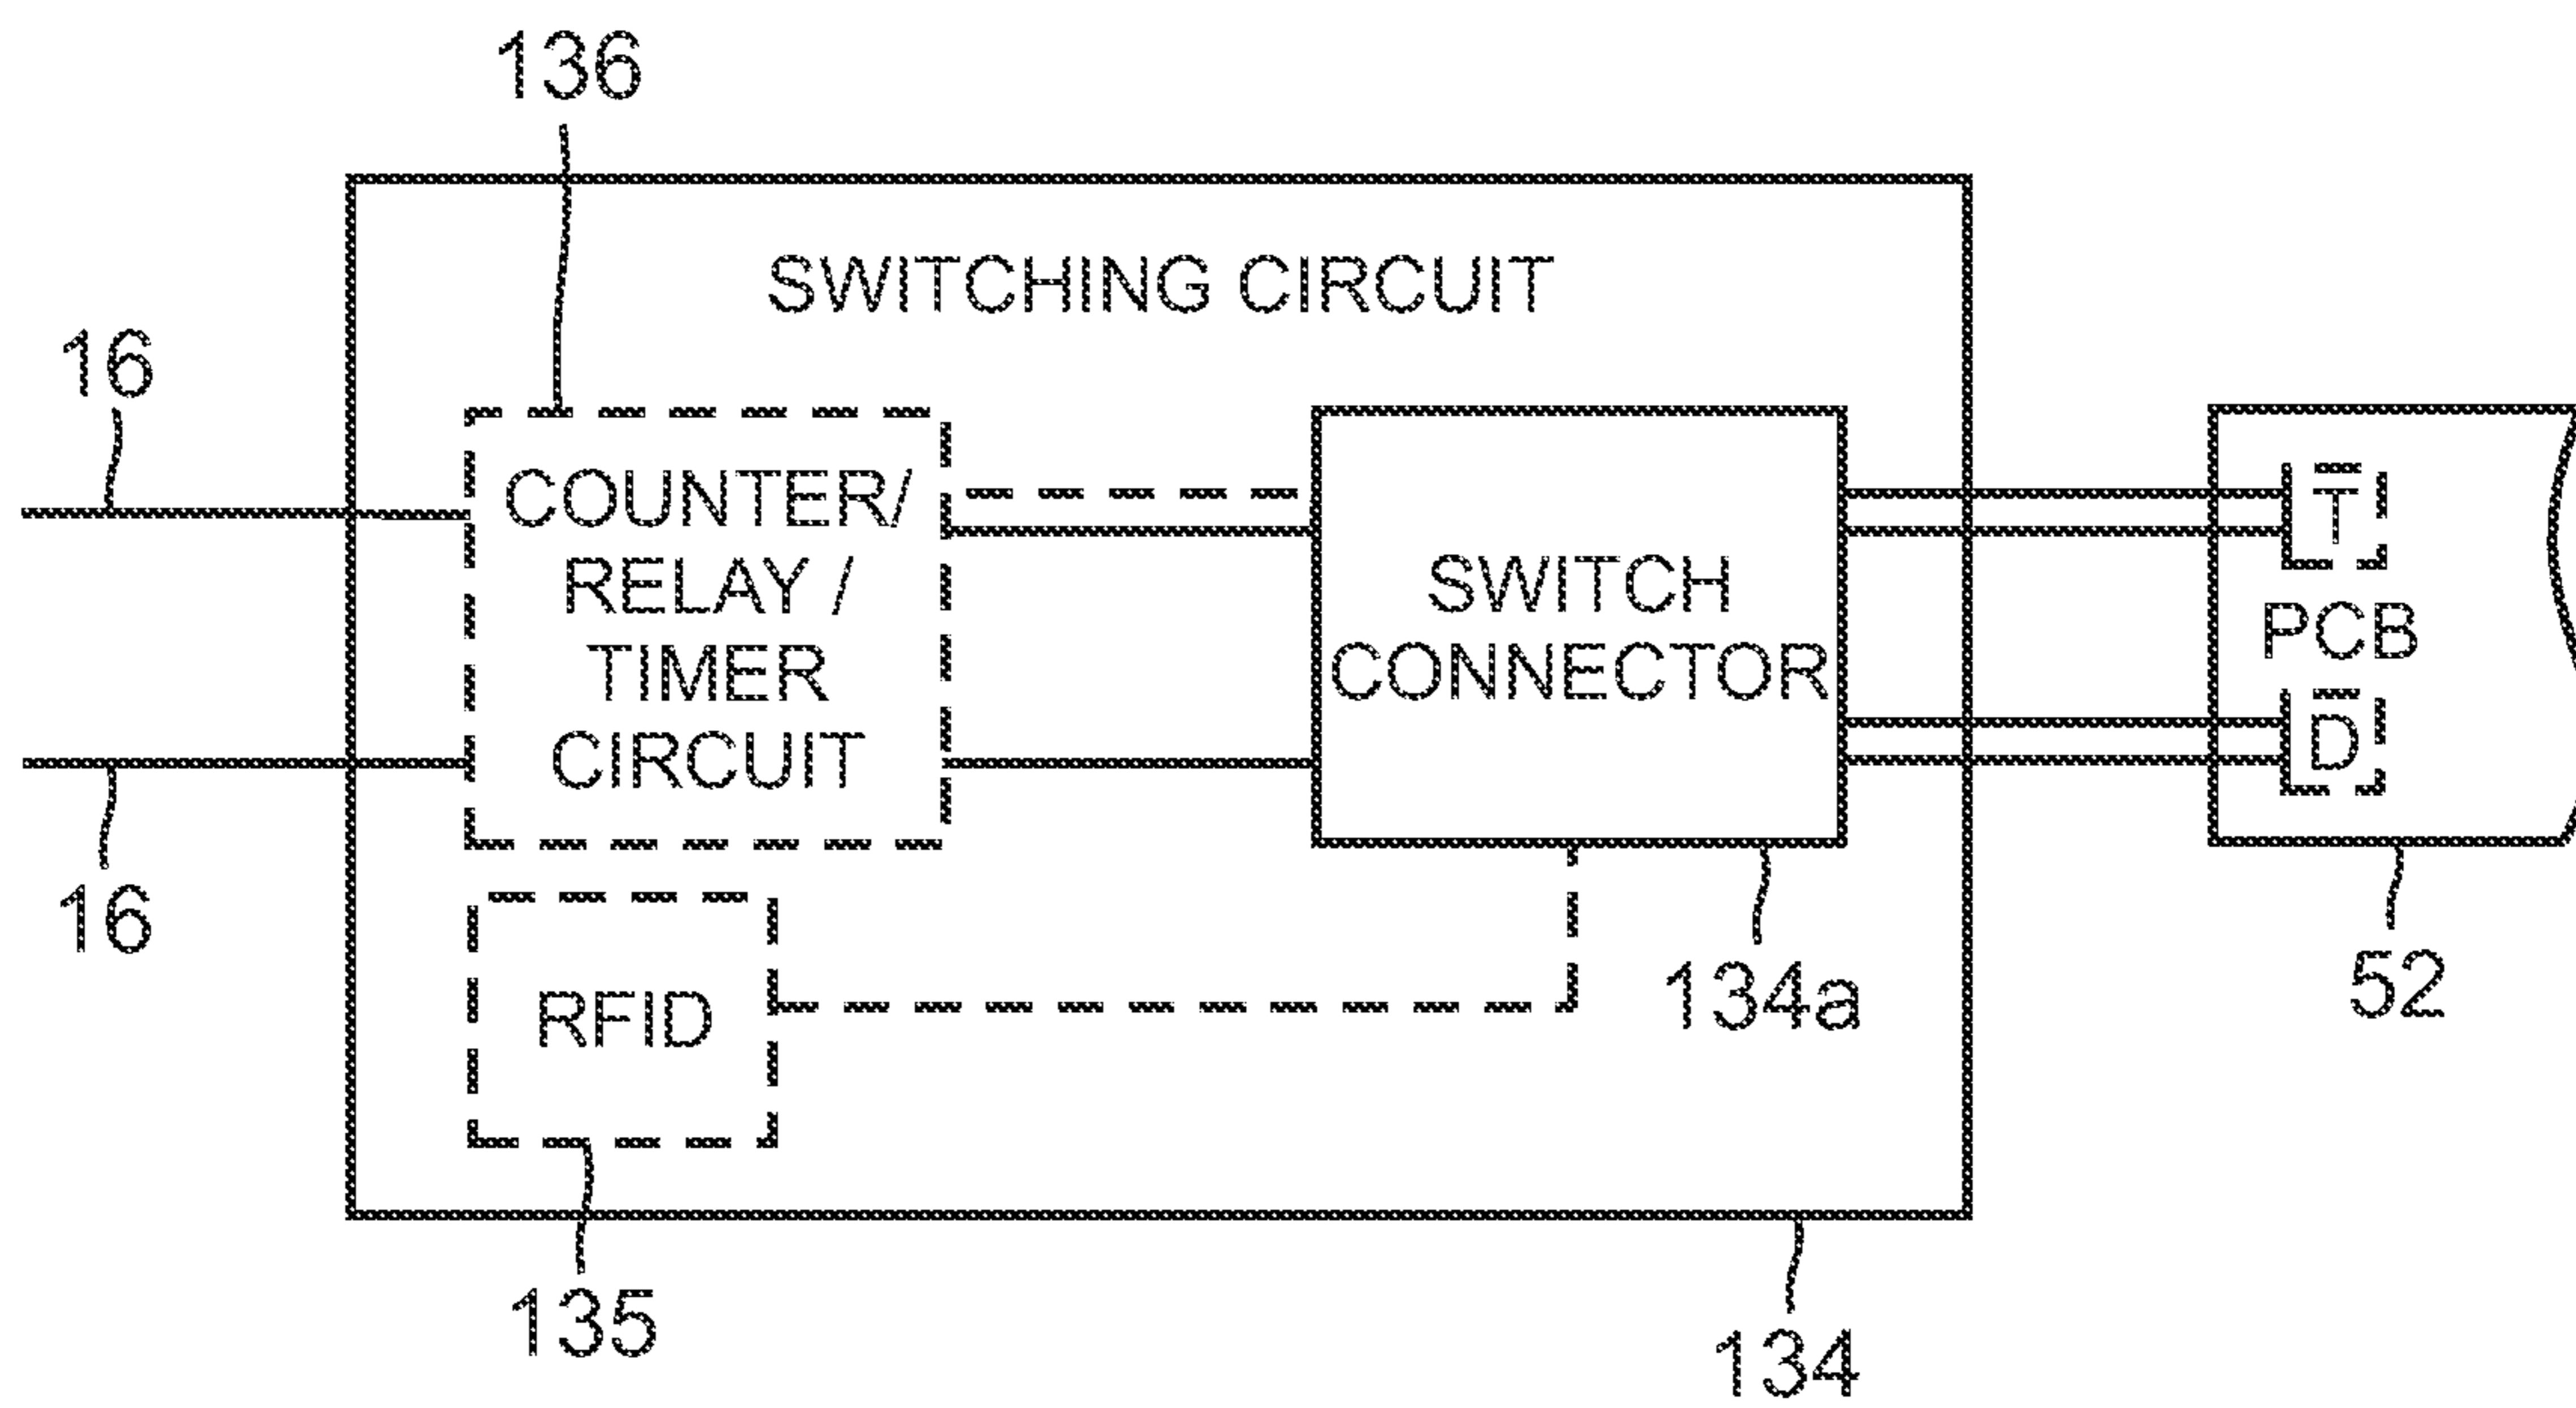 136
SWITCHING CIRCUIT
16
COUNTER/
RELAY /
TIMER
CIRCUIT
SWITCH
CONNECTOR
T
PCB
D
16
RFID
134a
52
135
134